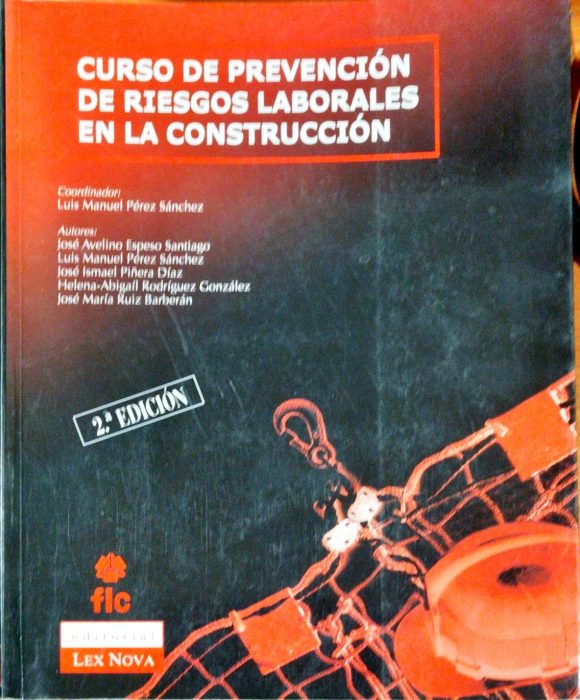 CURSO DE PREVENCIÓN
DE RIESGOS LABORALES
EN LA CONSTRUCCIÓN
Coordinador:
Luis Manuel Pérez Sánchez
Autores:
José Avelino Espeso Santiago
Luis Manuel Pérez Sánchez
José Ismael Piñera Díaz
Helena-Abigaíl Rodríguez González
José María Ruiz Barberán
2.ª EDICIÓN
flc
editorial
LEX NOVA